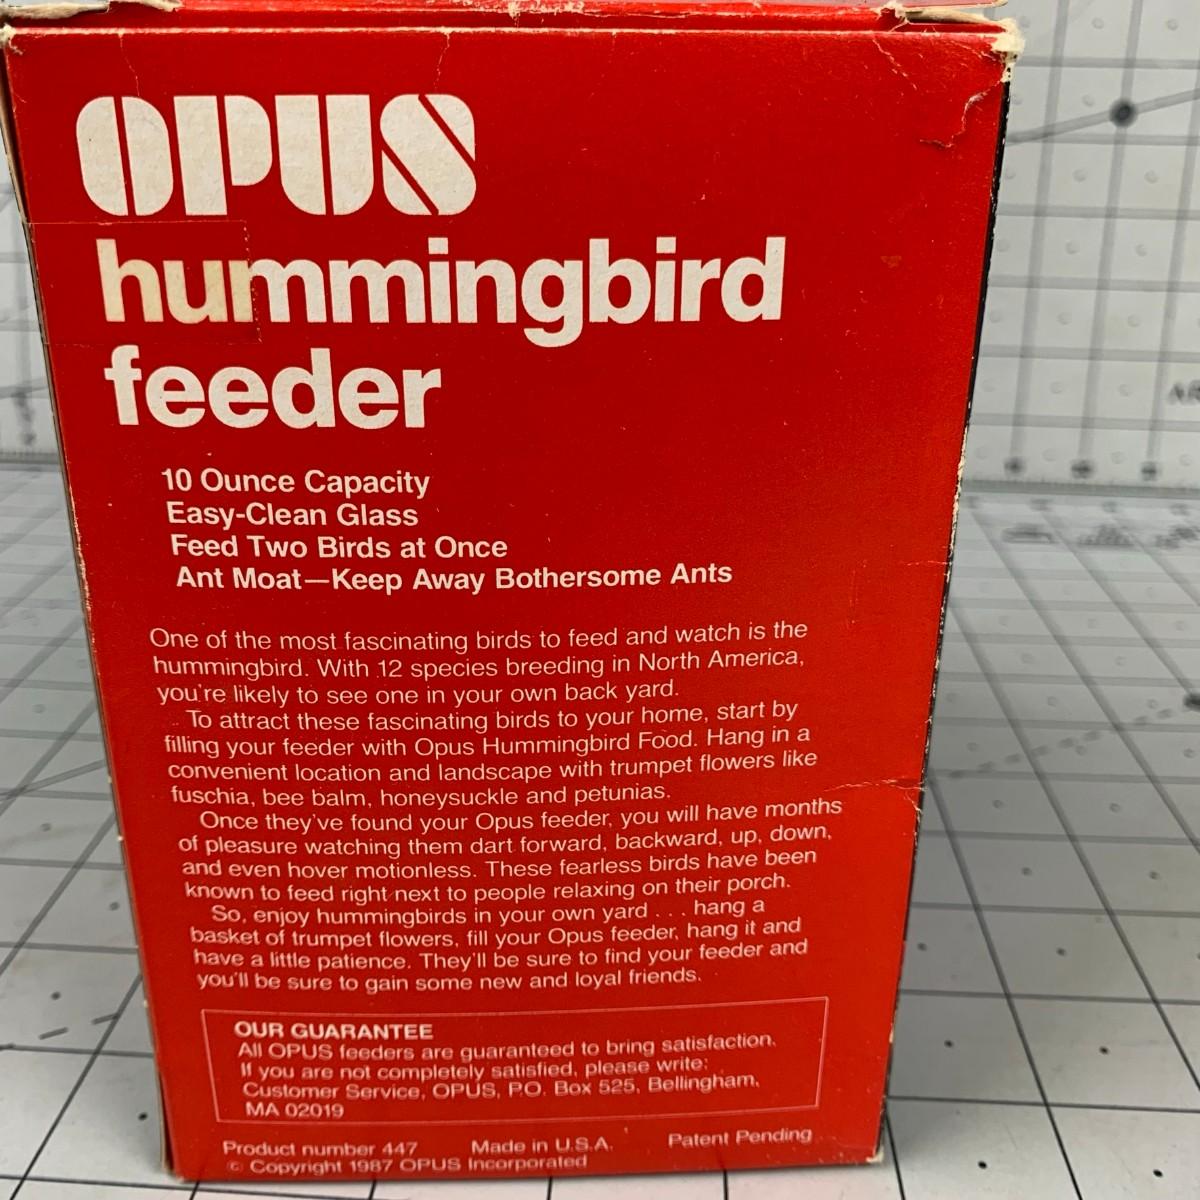 OPUS
hummingbird
feeder
10 Ounce Capacity
Easy-Clean Glass
Feed Two Birds at Once
Ant Moat—Keep Away Bothersome Ants
One of the most fascinating birds to feed and watch is the
hummingbird. With 12 species breeding in North America,
you're likely to see one in your own back yard.
To attract these fascinating birds to your home, start by
filling your feeder with Opus Hummingbird Food. Hang in a
convenient location and landscape with trumpet flowers like
fuschia, bee balm, honeysuckle and petunias.
Once they've found your Opus feeder, you will have months
of pleasure watching them dart forward, backward, up, down,
and even hover motionless. These fearless birds have been
known to feed right next to people relaxing on their porch.
So, enjoy hummingbirds in your own yard . . . hang a
basket of trumpet flowers, fill your Opus feeder, hang it and
have a little patience. They'll be sure to find your feeder and
you'll be sure to gain some new and loyal friends.
OUR GUARANTEE
All OPUS feeders are guaranteed to bring satisfaction.
If you are not completely satisfied, please write:
Customer Service, OPUS, P.O. Box 525, Bellingham,
MA 02019
Product number 447 Made in U.S.A. Patent Pending
© Copyright 1987 OPUS Incorporated